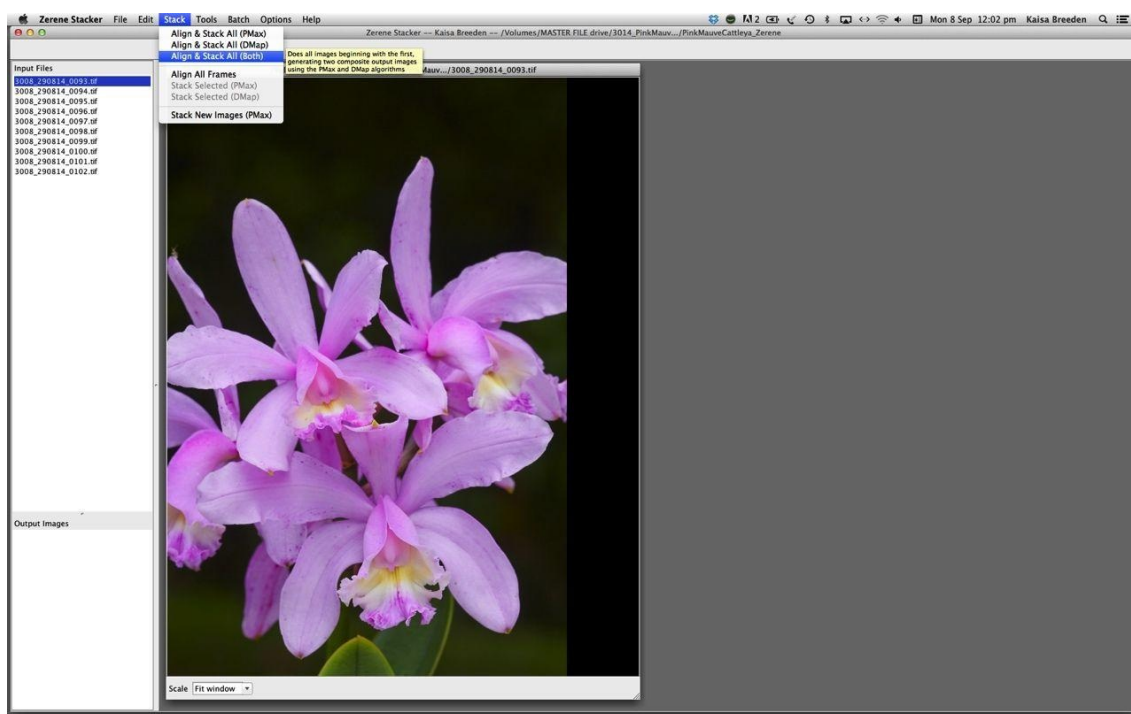 Zerene Stacker File Edit Stack Tools Batch Options Help
2 Mon 8 Sep 12:02 pm Kaisa Breeden
Zerene Stacker -- Kaisa Breeden -- /Volumes/MASTER FILE drive/3014_PinkMauv.../PinkMauveCattleya_Zerene
Align & Stack All (PMax)
Align & Stack All (DMap)
Align & Stack All (Both)
Align All Frames
Stack Selected (PMax)
Stack Selected (DMap)
Stack New Images (PMax)
Does all images beginning with the first,
generating two composite output images
using the PMax and DMap algorithms
Mauv.../3008_290814_0093.tif
Input Files
3008_290814_0093.tif
3008_290814_0094.tif
3008_290814_0095.tif
3008_290814_0096.tif
3008_290814_0097.tif
3008_290814_0098.tif
3008_290814_0099.tif
3008_290814_0100.tif
3008_290814_0101.tif
3008_290814_0102.tif
Output Images
Scale Fit window